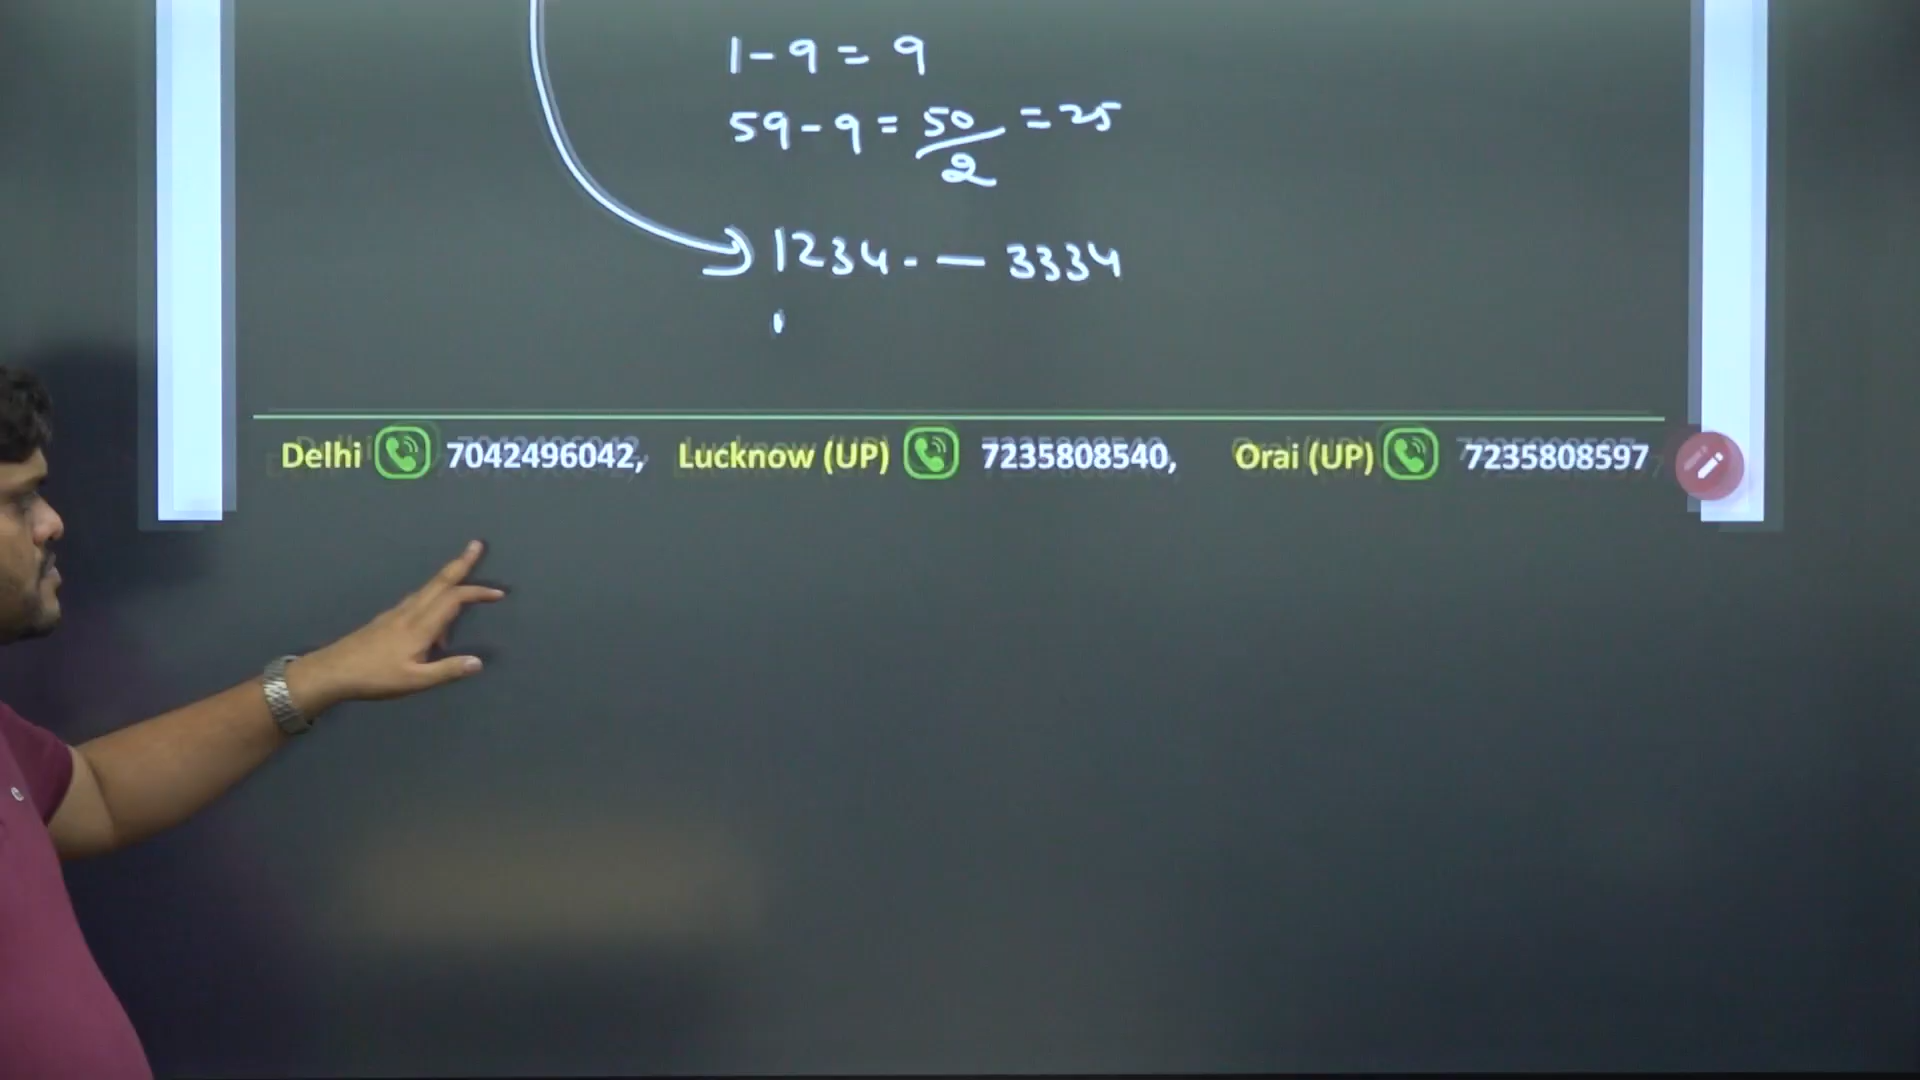 1 - 9 = 9
59 - 9 = 50/2 = 25
1234 - — 3334
Delhi 7042496042, Lucknow (UP) 7235808540, Orai (UP) 7235808597